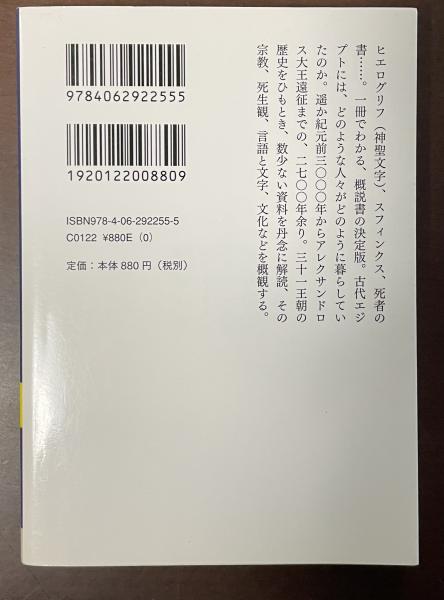 ヒエログリフ（神聖文字）、スフィンクス、死者の
書……。一冊でわかる、概説書の決定版。古代エジ
プトには、どのような人々がどのように暮らしてい
たのか。遥か紀元前三〇〇〇年からアレクサンドロ
ス大王遠征までの、二七〇〇年余り。三十一王朝の
歴史をひもとき、数少ない資料を丹念に解読、その
宗教、死生観、言語と文字、文化などを概観する。
9784062922555
1920122008809
ISBN978-4-06-292255-5
C0122 ¥880E (0)
定価：本体880円（税別）